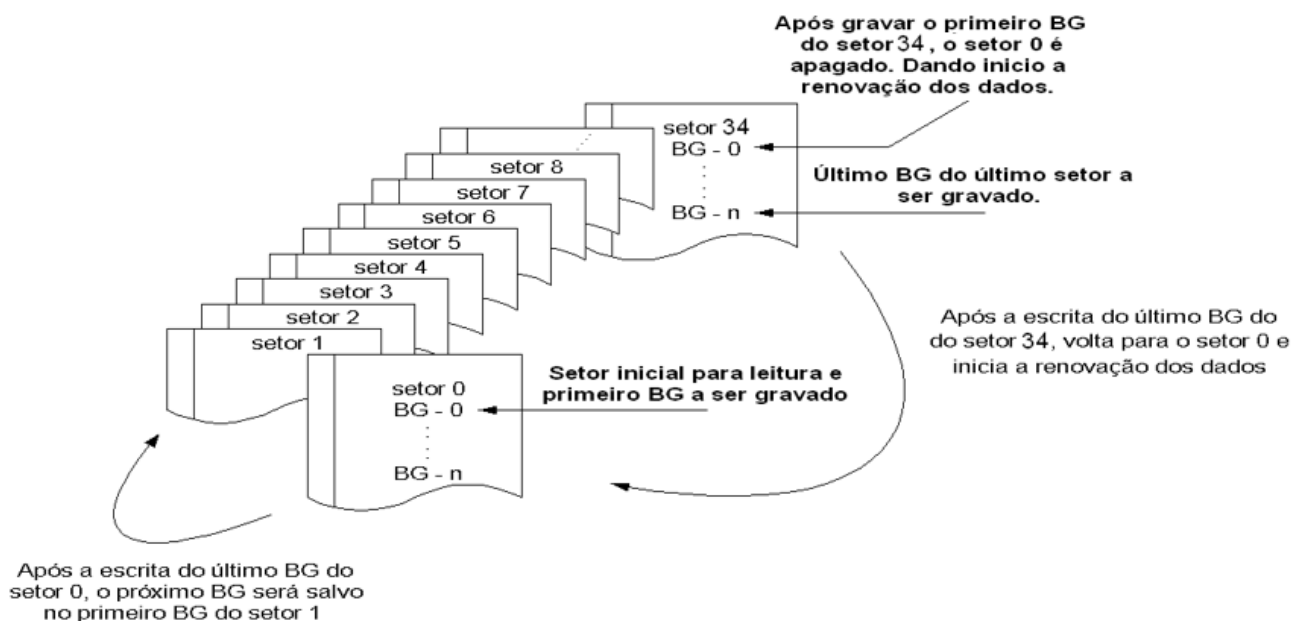 Após gravar o primeiro BG
do setor 34 , o setor 0 é
apagado. Dando inicio a
renovação dos dados.
setor 34
BG - 0
Último BG do último setor a
ser gravado.
BG - n
setor 8
setor 7
setor 6
setor 5
setor 4
setor 3
setor 2
setor 1
Após a escrita do último BG do
do setor 34, volta para o setor 0 e
inicia a renovação dos dados
Setor inicial para leitura e
primeiro BG a ser gravado
setor 0
BG - 0
BG - n
Após a escrita do último BG do
setor 0, o próximo BG será salvo
no primeiro BG do setor 1